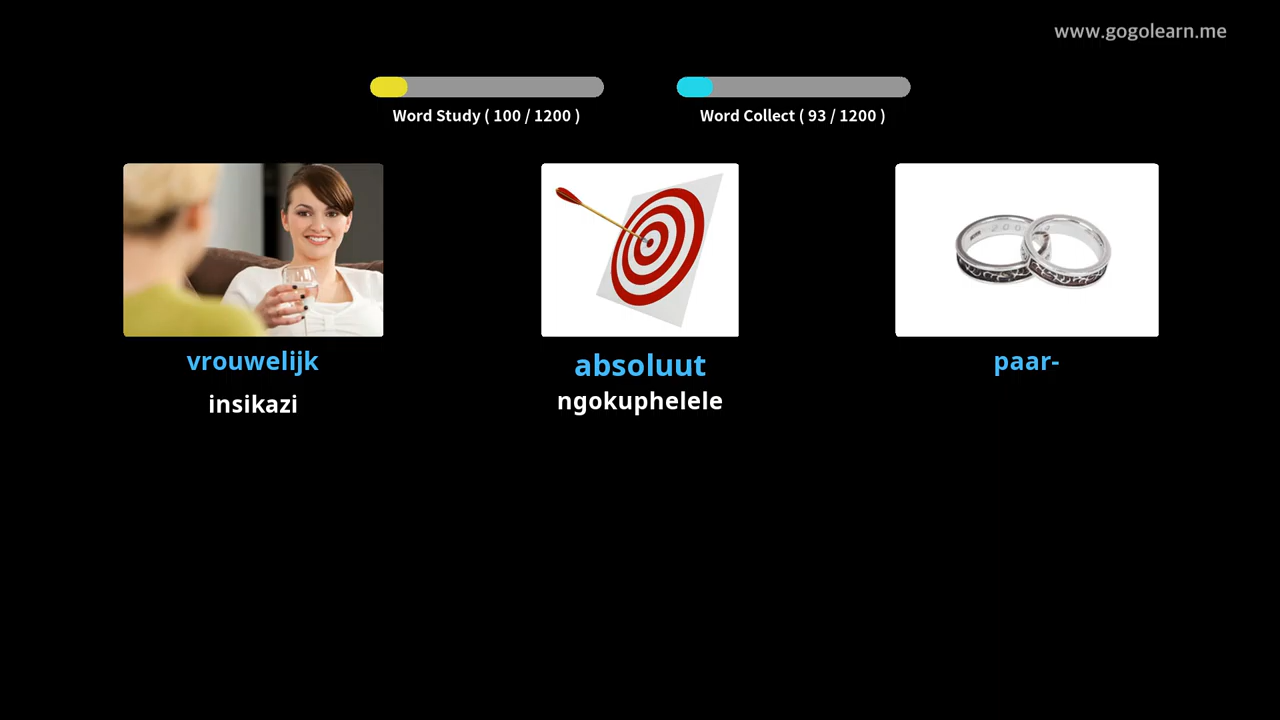 www.gogolearn.me
Word Study ( 100 / 1200 )
Word Collect ( 93 / 1200 )
vrouwelijk
insikazi
absoluut
ngokuphelele
paar-